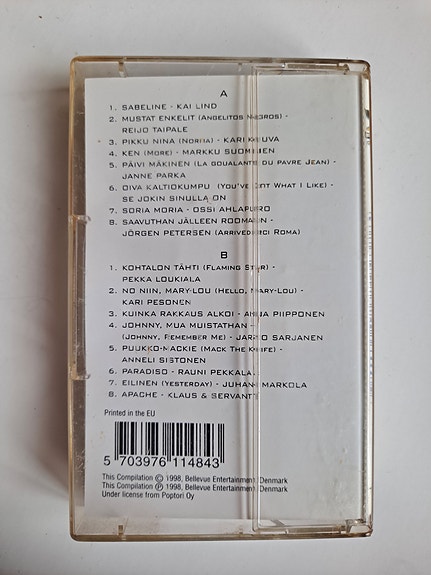 A
1. SABELINE - KAI LIND
2. MUSTAT ENKELIT (ANGELITOS NEGROS) -
REIJO TAIPALE
3. PIKKU NINA (NORIIA) - KARI KUUVA
4. KEN (MORE) - MARKKU SUOMINEN
5. PÄIVI MÄKINEN (LA GOUALANTE DU PAVRE JEAN) -
JANNE PARKA
6. OIVA KALTIOKUMPU (YOU'VE GOT WHAT I LIKE) -
SE JOKIN SINULLA ON
7. SORIA MORIA - OSSI AHLAPURO
8. SAAVUTHAN JÄLLEEN ROOMAAN -
JÖRGEN PETERSEN (ARRIVEDERCI ROMA)
B
1. KOHTALON TÄHTI (FLAMING STAR) -
PEKKA LOUKIALA
2. NO NIIN, MARY-LOU (HELLO, MARY-LOU) -
KARI PESONEN
3. KUINKA RAKKAUS ALKOI - ANJA PIIPPONEN
4. JOHNNY, MUA MUISTATHAN -
(JOHNNY, REMEMBER ME) - JARNO SARJANEN
5. PUUKKO-MACKIE (MACK THE KNIFE) -
ANNELI SISTONEN
6. PARADISO - RAUNI PEKKALA
7. EILINEN (YESTERDAY) - JUHANI MARKOLA
8. APACHE - KLAUS & SERVANTS
Printed in the EU
5 703976 114843
This Compilation © 1998, Bellevue Entertainment, Denmark
This Compilation ℗ 1998, Bellevue Entertainment, Denmark
Under license from Poptori Oy